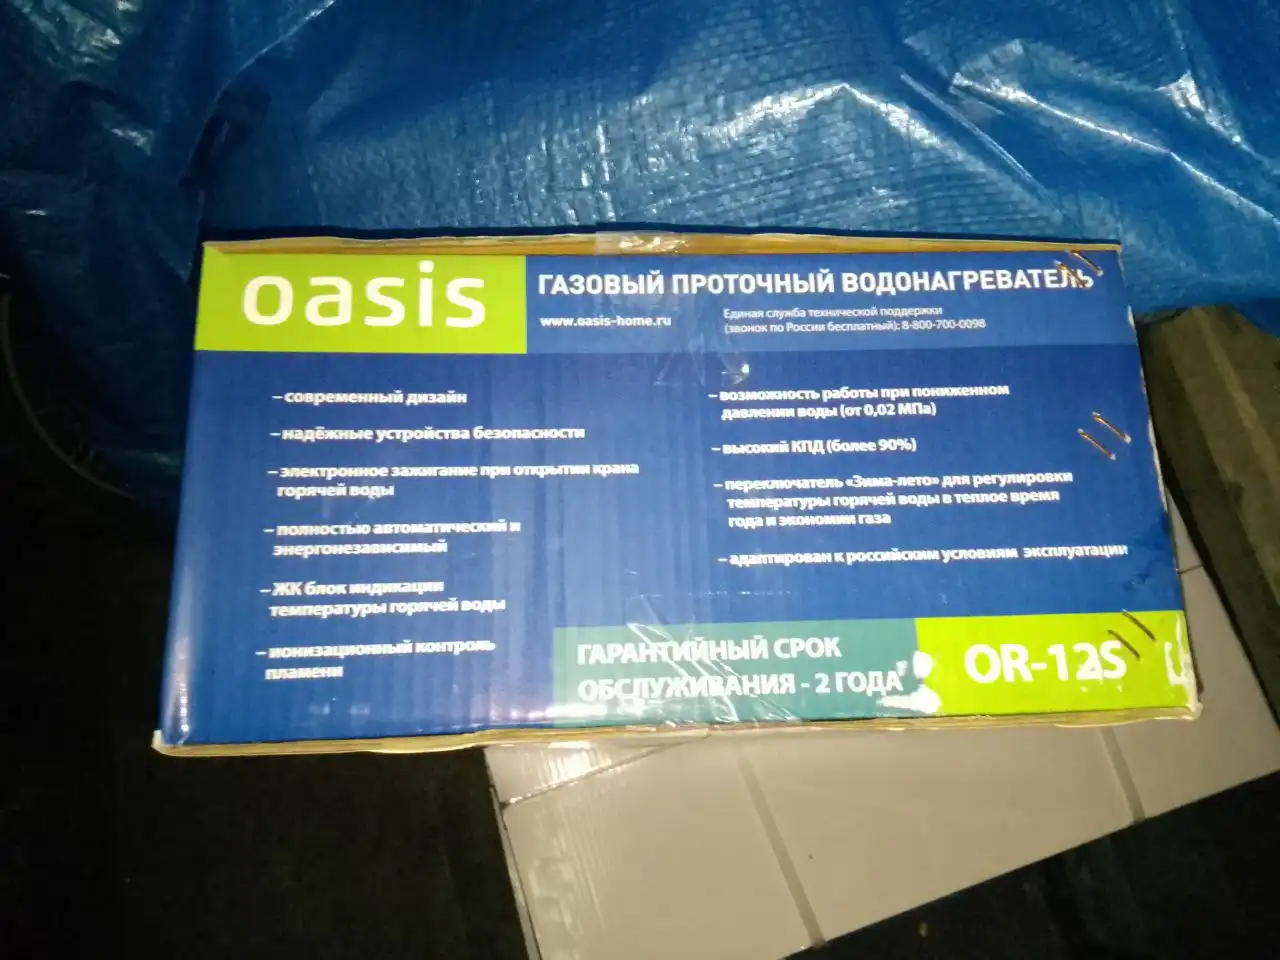 oasis
ГАЗОВЫЙ ПРОТОЧНЫЙ ВОДОНАГРЕВАТЕЛЬ
www.oasis-home.ru
Единая служба технической поддержки
(звонок по России бесплатный): 8-800-700-0098
– современный дизайн
– надёжные устройства безопасности
– электронное зажигание при открытии крана
горячей воды
– полностью автоматический и
энергонезависимый
– ЖК блок индикации
температуры горячей воды
– ионизационный контроль
пламени
– возможность работы при пониженном
давлении воды (от 0,02 МПа)
– высокий КПД (более 90%)
– переключатель «Зима-лето» для регулировки
температуры горячей воды в теплое время
года и экономии газа
– адаптирован к российским условиям эксплуатации
ГАРАНТИЙНЫЙ СРОК
ОБСЛУЖИВАНИЯ - 2 ГОДА
OR-12S